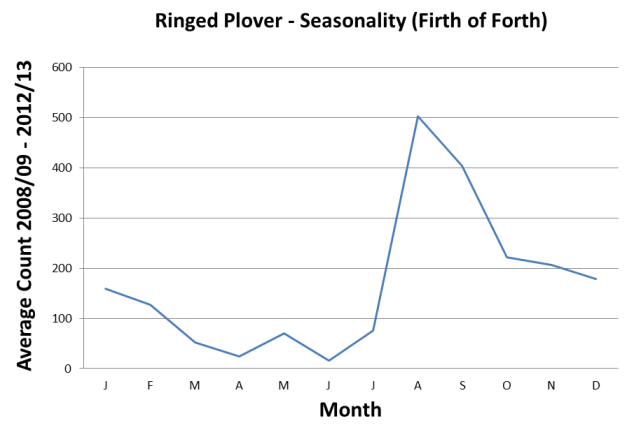 Ringed Plover - Seasonality (Firth of Forth)
Average Count 2008/09 - 2012/13
600
500
400
300
200
100
0
J F M A M J J A S O N D
Month